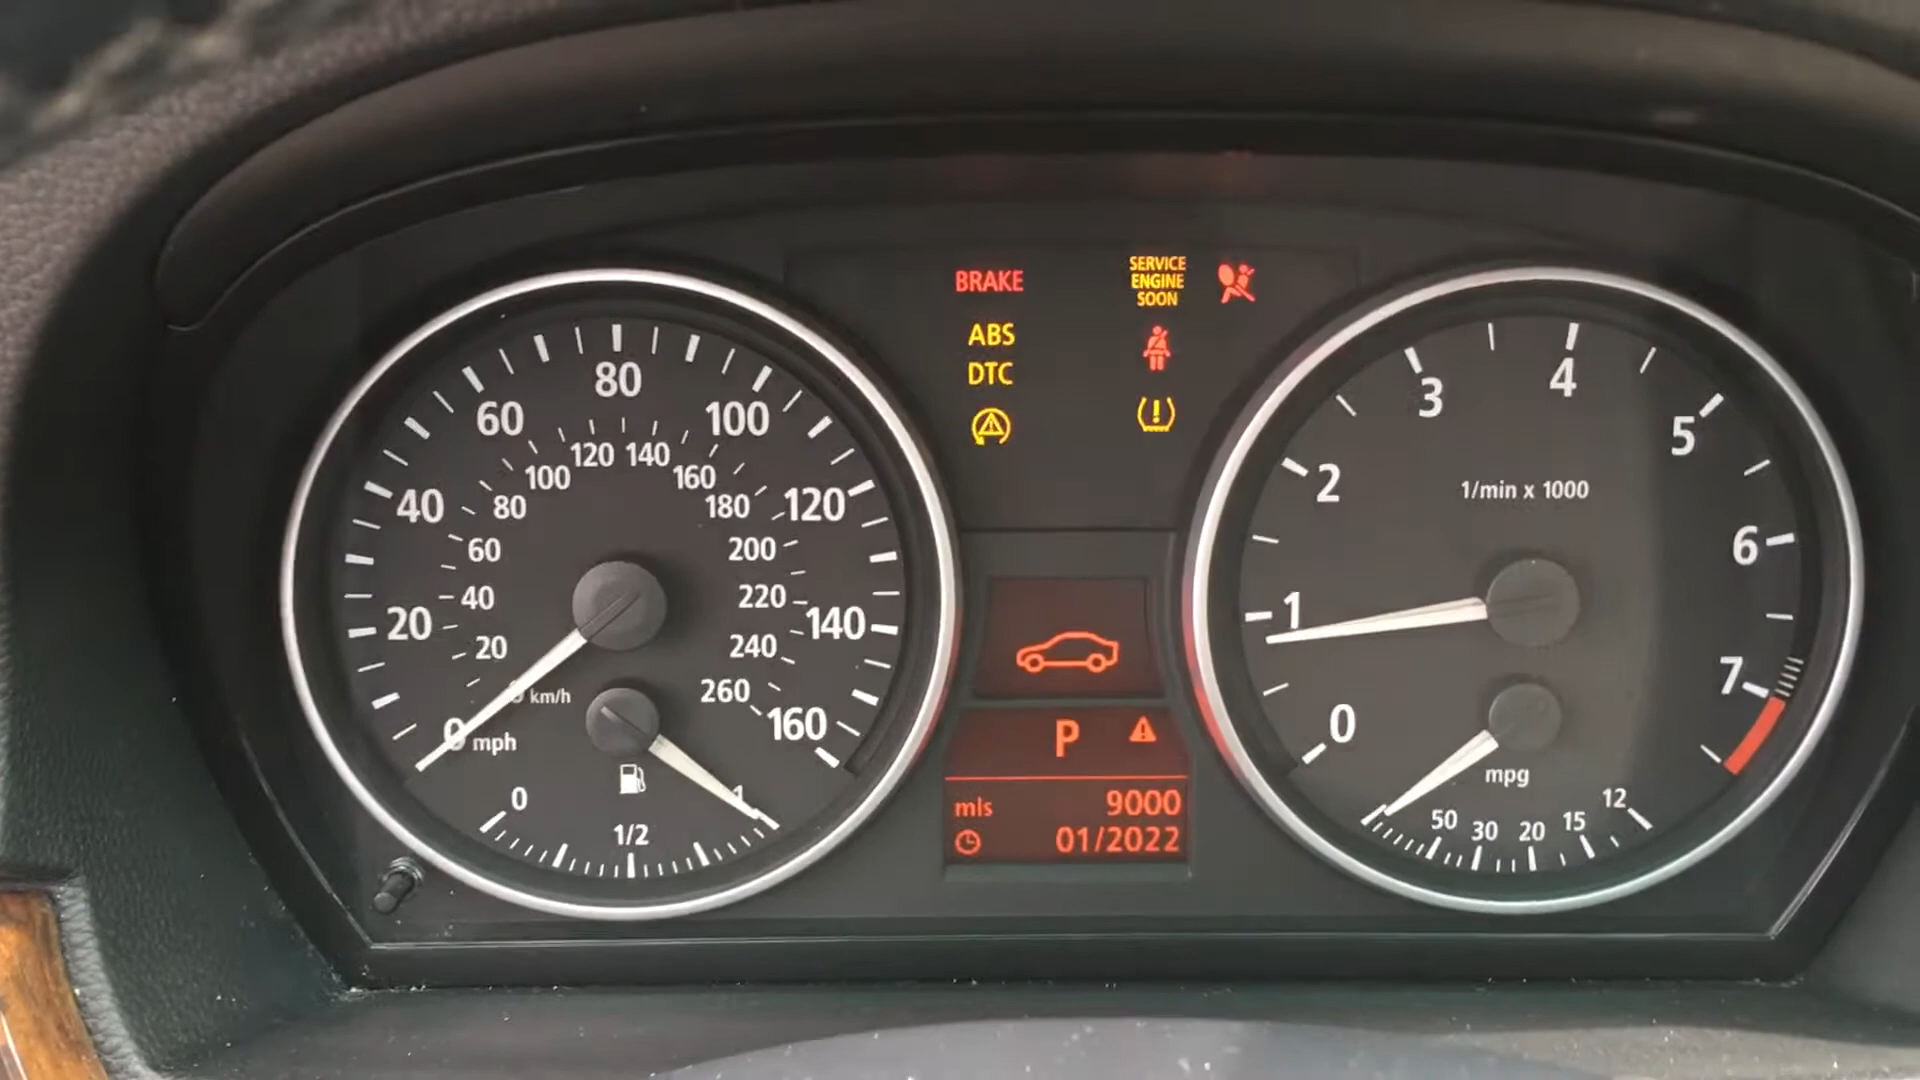 BRAKE
SERVICE
ENGINE
SOON
ABS
DTC
80
60
100
40
120
20
140
0 mph
160
120 140
100
160
80
180
60
200
40
220
20
240
km/h
260
0
1/2
1
P
mls 9000
01/2022
1/min x 1000
0
1
2
3
4
5
6
7
mpg
50 30 20 15 12